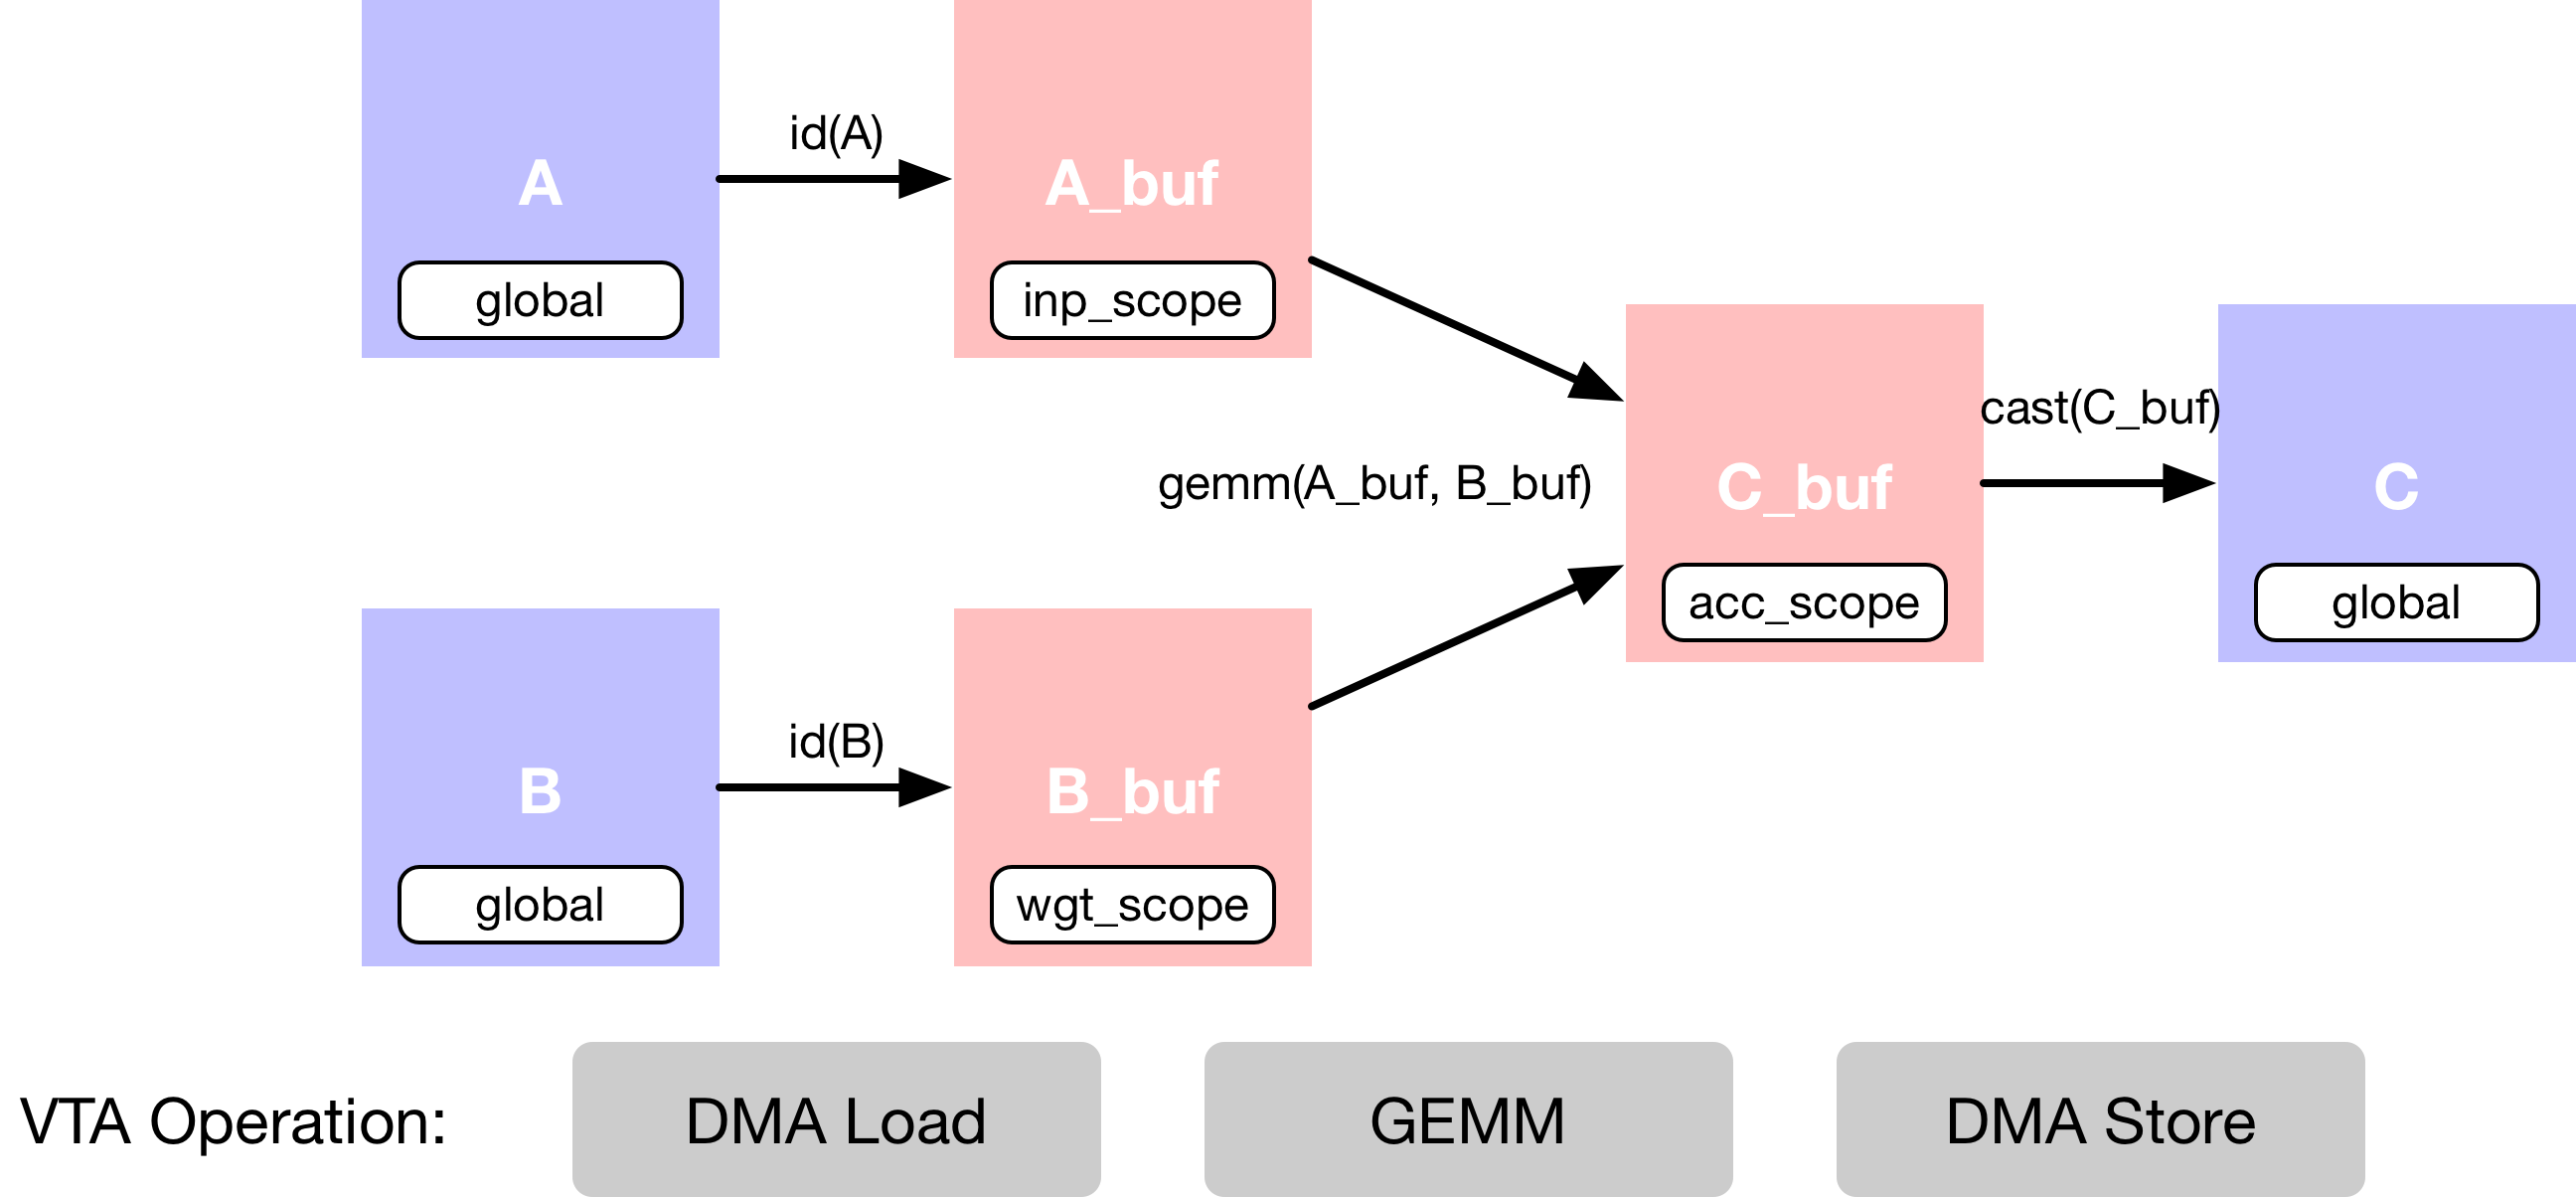 A
global
id(A)
A_buf
inp_scope
gemm(A_buf, B_buf)
B
global
id(B)
B_buf
wgt_scope
C_buf
acc_scope
cast(C_buf)
C
global
VTA Operation:
DMA Load
GEMM
DMA Store